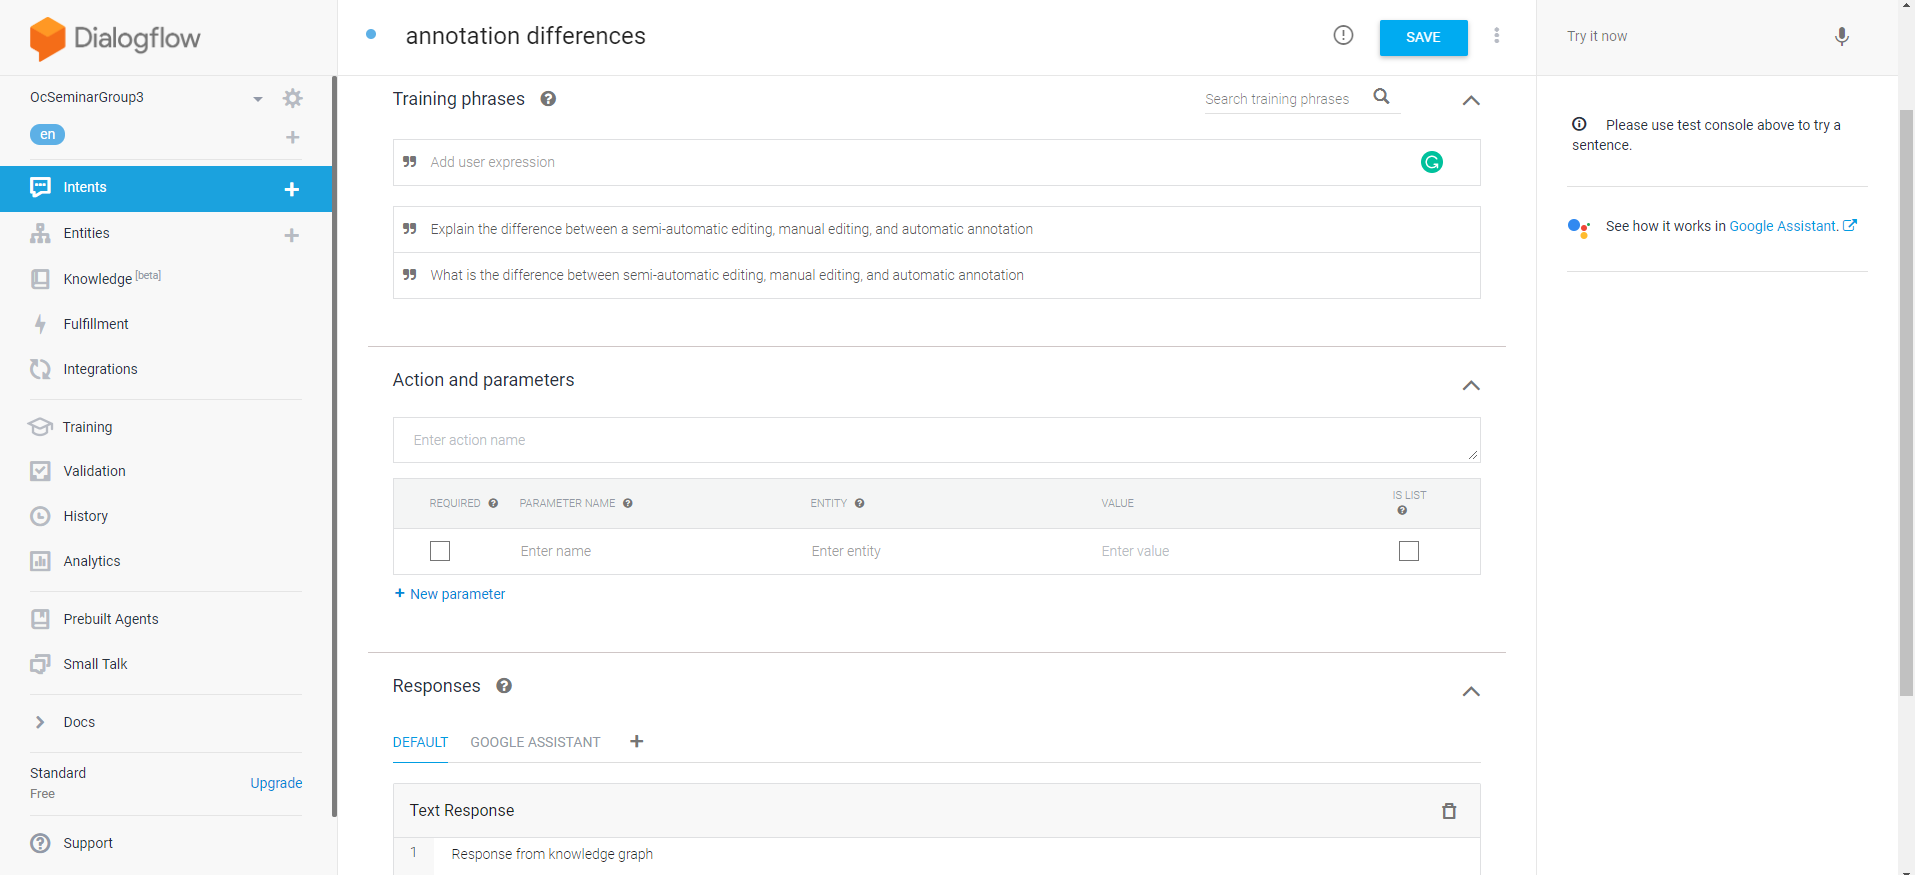 Dialogflow
OcSeminarGroup3
en
Intents
Entities
Knowledge [beta]
Fulfillment
Integrations
Training
Validation
History
Analytics
Prebuilt Agents
Small Talk
Docs
Standard
Free
Upgrade
Support
annotation differences
SAVE
Training phrases
Search training phrases
Add user expression
Explain the difference between a semi-automatic editing, manual editing, and automatic annotation
What is the difference between semi-automatic editing, manual editing, and automatic annotation
Action and parameters
Enter action name
REQUIRED PARAMETER NAME ENTITY VALUE IS LIST
Enter name Enter entity Enter value
+ New parameter
Responses
DEFAULT GOOGLE ASSISTANT
Text Response
1 Response from knowledge graph
Try it now
Please use test console above to try a
sentence.
See how it works in Google Assistant.